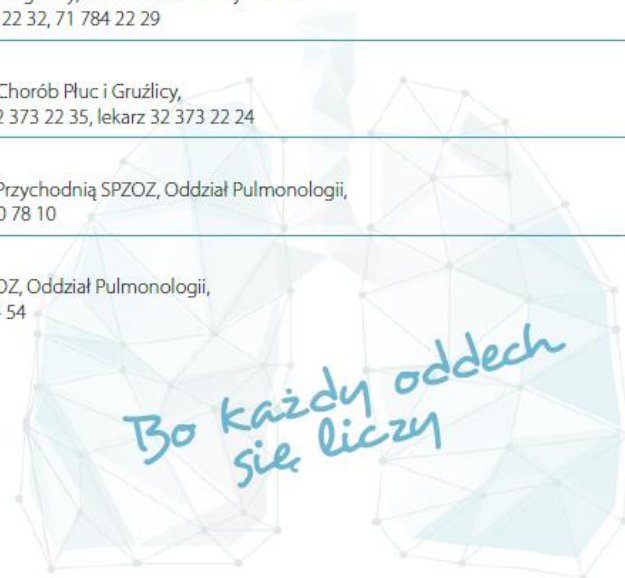 22 32, 71 784 22 29
Chorób Płuc i Gruźlicy,
2 373 22 35, lekarz 32 373 22 24
Przychodnią SPZOZ, Oddział Pulmonologii,
0 78 10
OZ, Oddział Pulmonologii,
54
Bo każdy oddech
się liczy